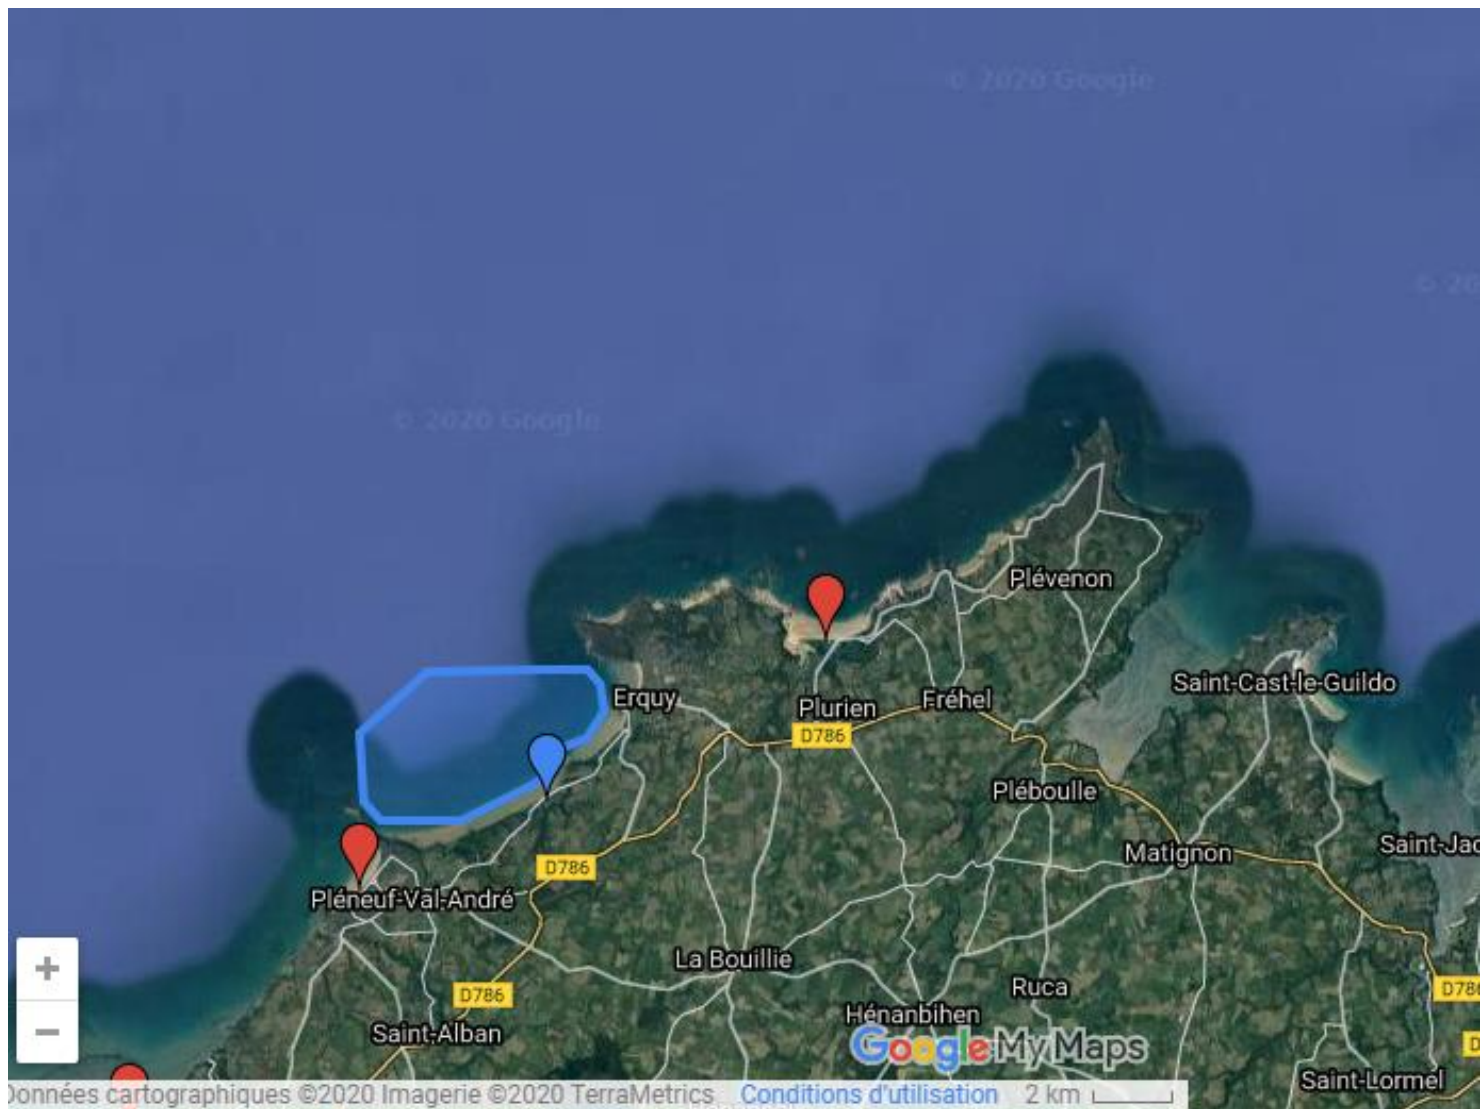 © 2020 Google
© 20
© 2020 Google
Plévenon
Saint-Cast-le-Guildo
Erquy
Plurien
Fréhel
D786
Pléboulle
Saint-Jac
Matignon
D786
Pléneuf-Val-André
La Bouillie
Ruca
D786
D786
Hénanbihen
Saint-Alban
Google My Maps
D
Saint-Lormel
Données cartographiques ©2020 Imagerie ©2020 TerraMetrics Conditions d'utilisation 2 km